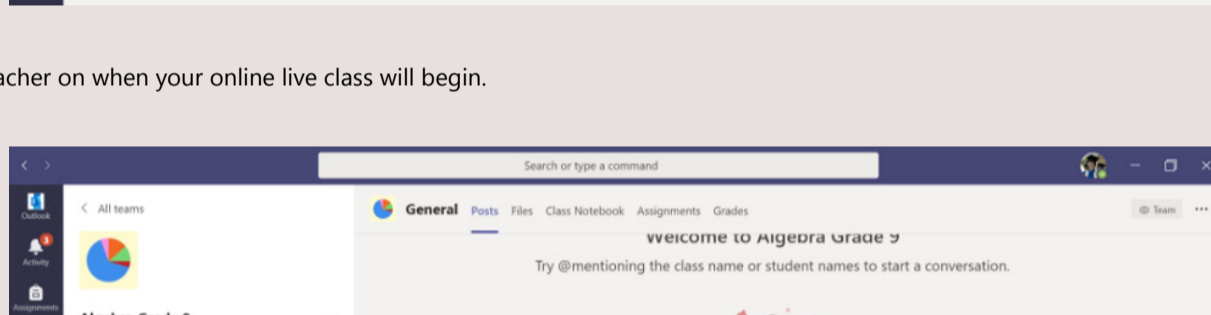 on when your online live class will begin.
Search or type a command
Outlook
All teams
General Posts Files Class Notebook Assignments Grades
Team
Welcome to Algebra Grade 9
Activity
3
Try @mentioning the class name or student names to start a conversation.
Assignments